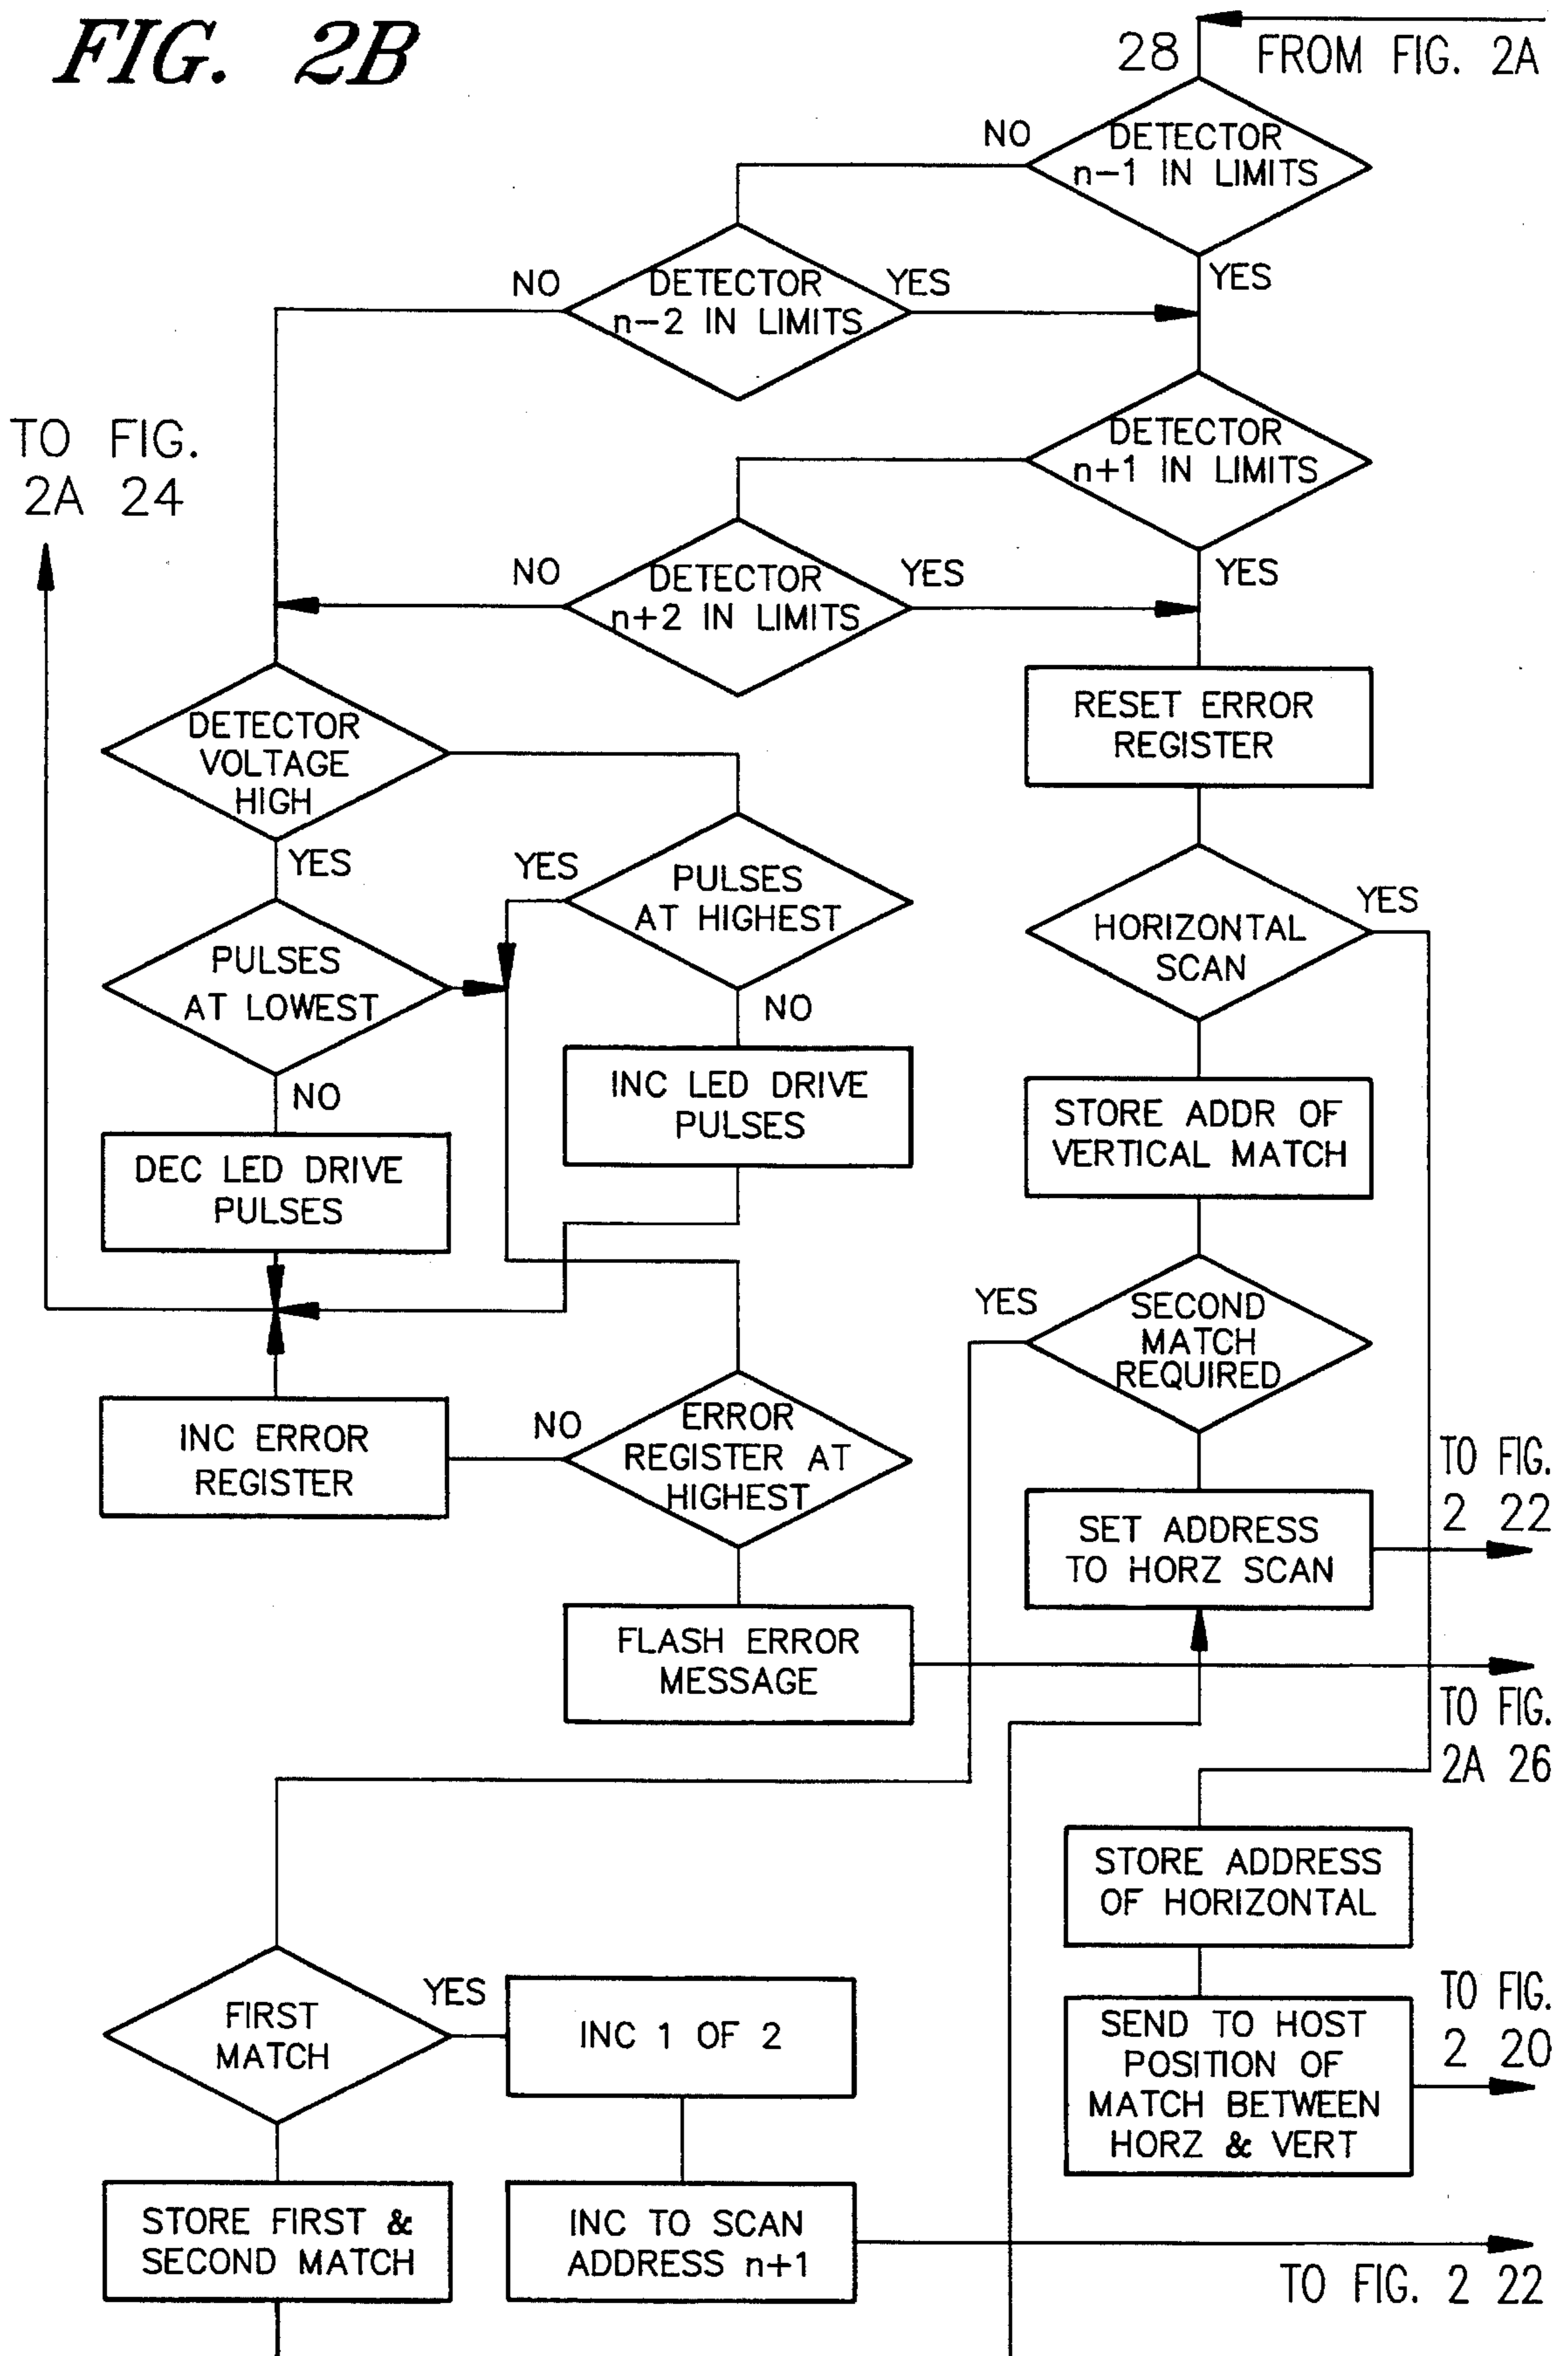 FIG. 2B
28
FROM FIG. 2A
NO
DETECTOR
n-1 IN LIMITS
YES
NO
DETECTOR
n-2 IN LIMITS
YES
TO FIG.
2A 24
DETECTOR
n+1 IN LIMITS
YES
NO
DETECTOR
n+2 IN LIMITS
YES
RESET ERROR
REGISTER
DETECTOR
VOLTAGE
HIGH
YES
YES
PULSES
AT HIGHEST
NO
HORIZONTAL
SCAN
YES
PULSES
AT LOWEST
NO
INC LED DRIVE
PULSES
STORE ADDR OF
VERTICAL MATCH
DEC LED DRIVE
PULSES
YES
SECOND
MATCH
REQUIRED
INC ERROR
REGISTER
NO
ERROR
REGISTER AT
HIGHEST
SET ADDRESS
TO HORZ SCAN
TO FIG.
2 22
FLASH ERROR
MESSAGE
TO FIG.
2A 26
STORE ADDRESS
OF HORIZONTAL
FIRST
MATCH
YES
INC 1 OF 2
SEND TO HOST
POSITION OF
MATCH BETWEEN
HORZ & VERT
TO FIG.
2 20
STORE FIRST &
SECOND MATCH
INC TO SCAN
ADDRESS n+1
TO FIG. 2 22